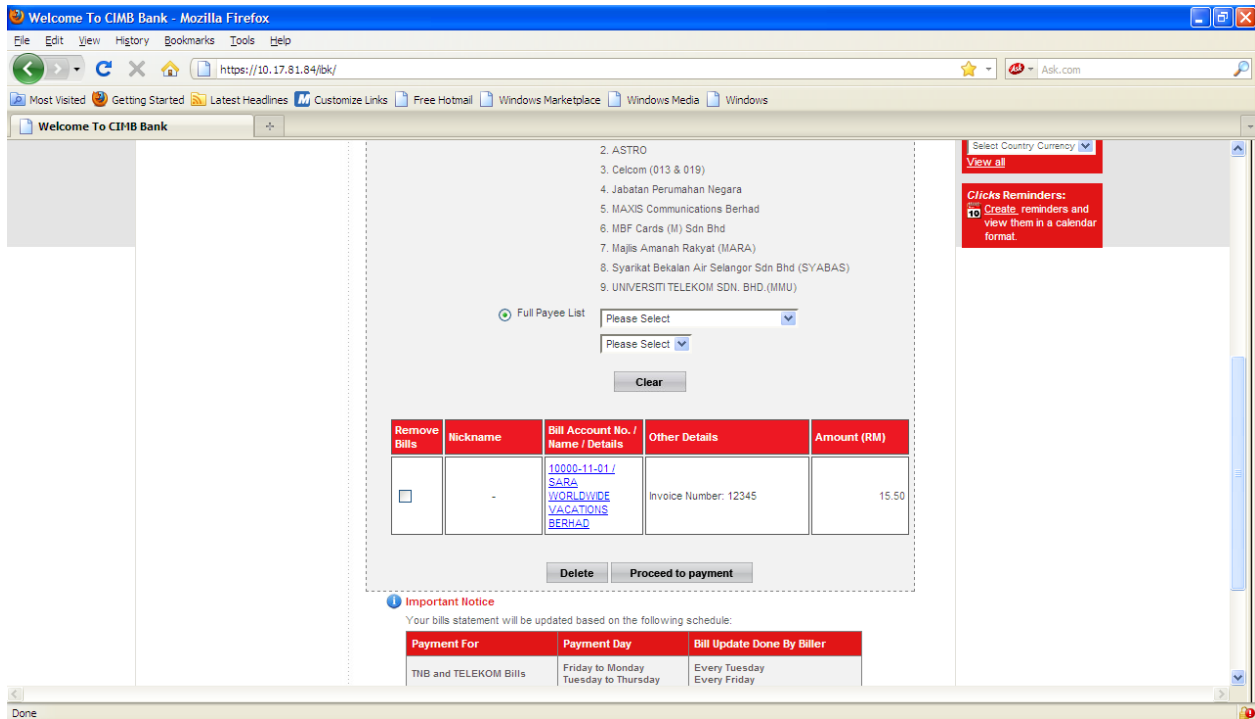 Welcome To CIMB Bank - Mozilla Firefox
File Edit View History Bookmarks Tools Help
https://10.17.81.84/ibk/
Ask.com
Most Visited Getting Started Latest Headlines Customize Links Free Hotmail Windows Marketplace Windows Media Windows
Welcome To CIMB Bank
2. ASTRO
3. Celcom (013 & 019)
4. Jabatan Perumahan Negara
5. MAXIS Communications Berhad
6. MBF Cards (M) Sdn Bhd
7. Majlis Amanah Rakyat (MARA)
8. Syarikat Bekalan Air Selangor Sdn Bhd (SYABAS)
9. UNIVERSITI TELEKOM SDN. BHD.(MMU)
Select Country Currency
View all
Clicks Reminders:
10 Create reminders and
view them in a calendar
format.
Full Payee List Please Select
Please Select
Clear
Remove
Bills
Nickname
Bill Account No. /
Name / Details
Other Details
Amount (RM)
-
10000-11-01 /
SARA
WORLDWIDE
VACATIONS
BERHAD
Invoice Number: 12345
15.50
Delete Proceed to payment
Important Notice
Your bills statement will be updated based on the following schedule:
Payment For Payment Day Bill Update Done By Biller
TNB and TELEKOM Bills
Friday to Monday
Tuesday to Thursday
Every Tuesday
Every Friday
Done